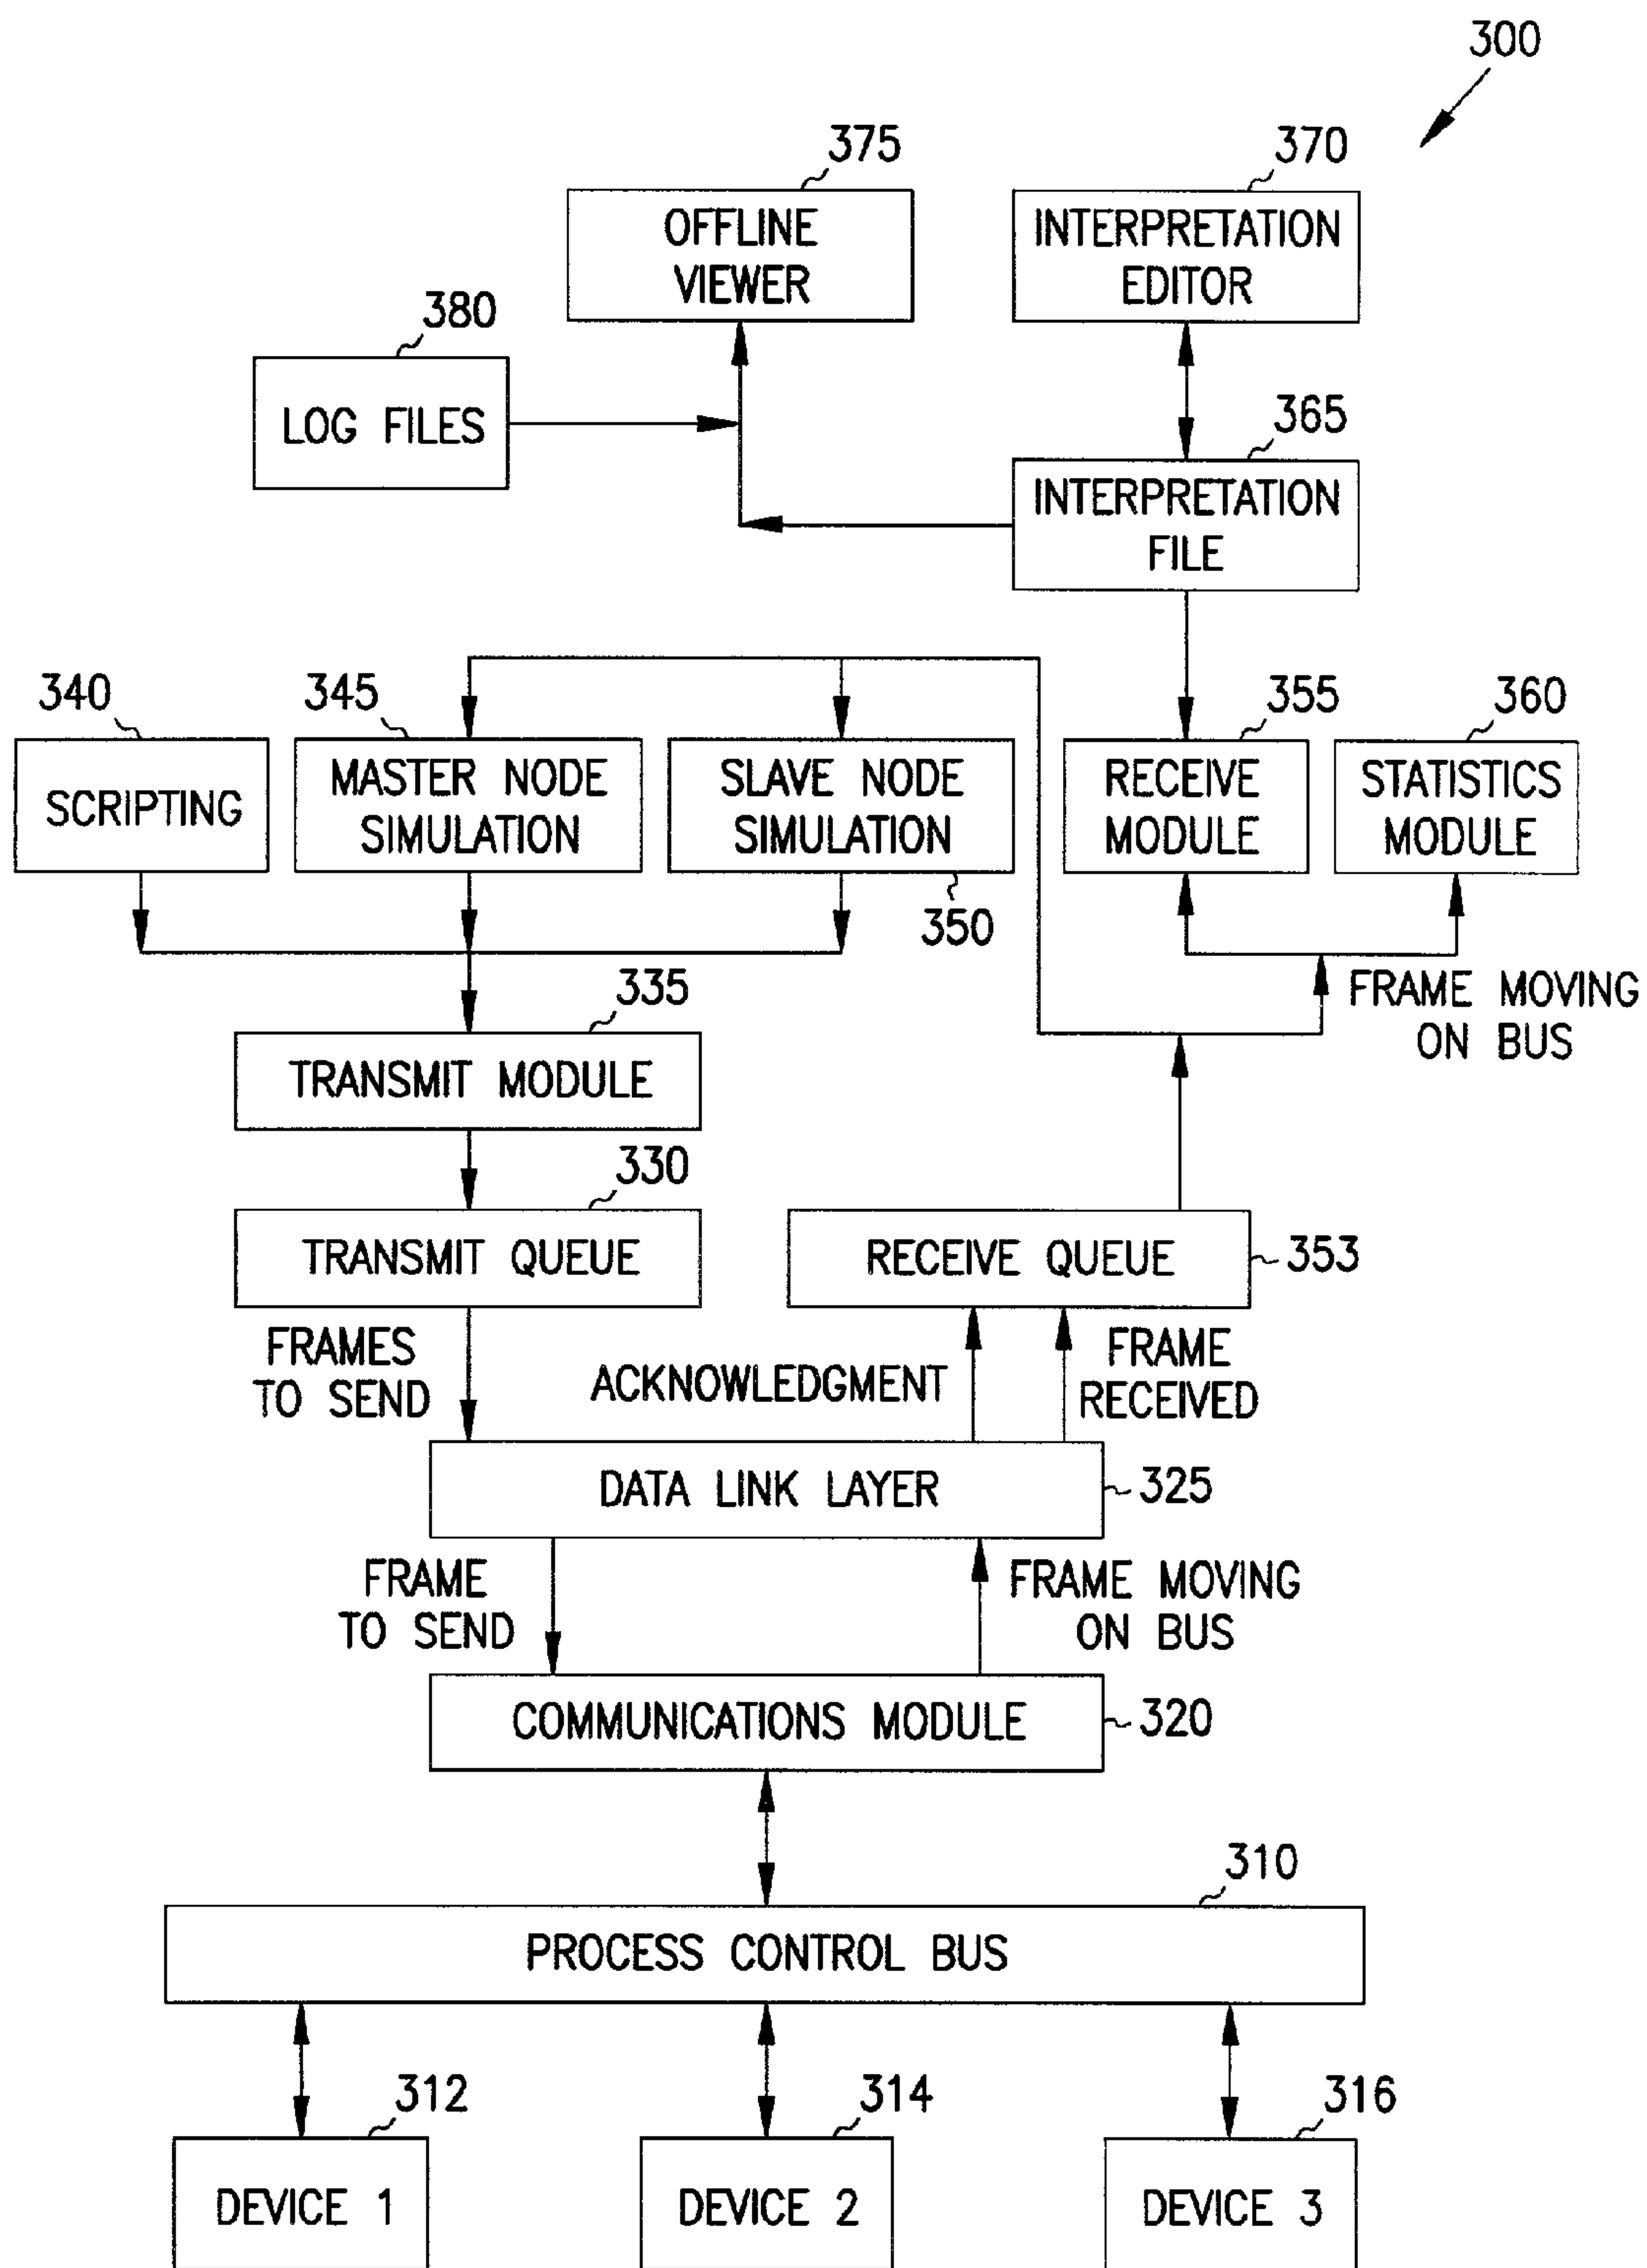 300
375
370
OFFLINE
VIEWER
INTERPRETATION
EDITOR
380
LOG FILES
365
INTERPRETATION
FILE
340
345
355
360
SCRIPTING
MASTER NODE
SIMULATION
SLAVE NODE
SIMULATION
RECEIVE
MODULE
STATISTICS
MODULE
350
FRAME MOVING
ON BUS
335
TRANSMIT MODULE
330
TRANSMIT QUEUE
RECEIVE QUEUE
353
FRAMES
TO SEND
ACKNOWLEDGMENT
FRAME
RECEIVED
DATA LINK LAYER
325
FRAME
TO SEND
FRAME MOVING
ON BUS
COMMUNICATIONS MODULE
320
310
PROCESS CONTROL BUS
312
314
316
DEVICE 1
DEVICE 2
DEVICE 3